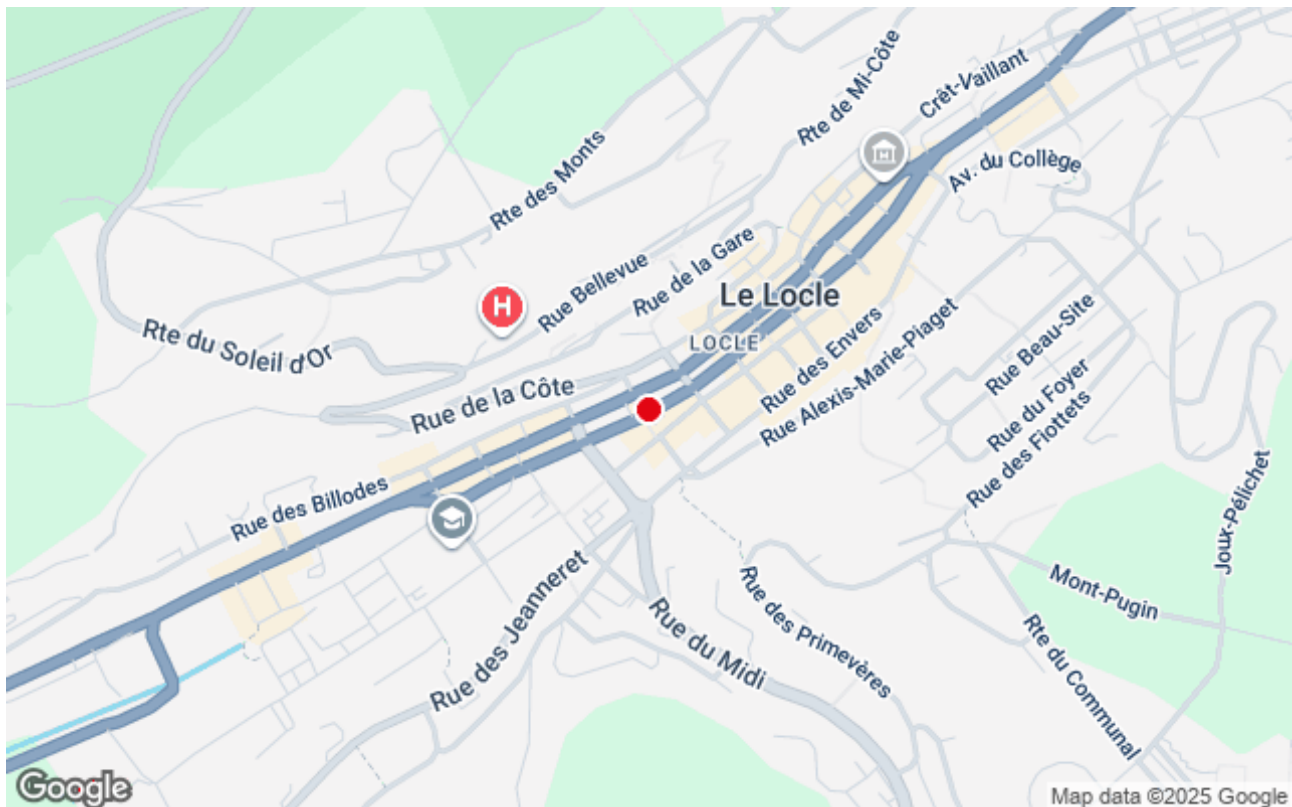 Crêt-Vaillant
Rte de Mi-Côte
Av. du Collège
Rte des Monts
Rue de la Gare
Rue Bellevue
H
Le Locle
LOCLE
Rte du Soleil d'Or
Rue des Envers
Rue Alexis-Marie-Piaget
Rue Beau-Site
Rue du Foyer
Rue des Fiottets
Rue de la Côte
Rue des Billodes
Joux-Pélichet
Mont-Pugin
Rue des Jeanneret
Rue du Midi
Rue des Primevères
Rte du Communal
Google
Map data ©2025 Google